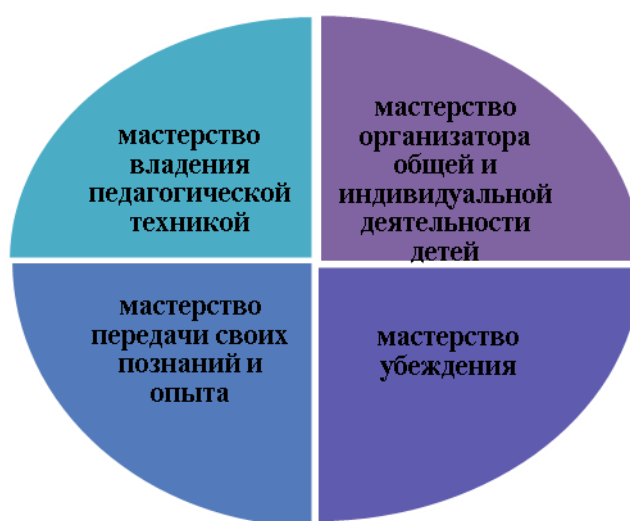 мастерство
владения
педагогической
техникой
мастерство
организатора
общей и
индивидуальной
деятельности
детей
мастерство
передачи своих
познаний и
опыта
мастерство
убеждения